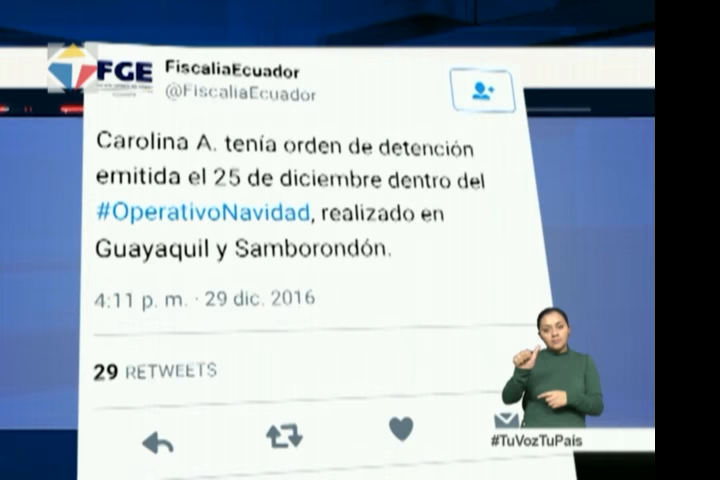 FGE
FiscaliaEcuador
@FiscaliaEcuador
Carolina A. tenía orden de detención
emitida el 25 de diciembre dentro del
#OperativoNavidad, realizado en
Guayaquil y Samborondón.
4:11 p. m. · 29 dic. 2016
29 RETWEETS
#TuVozTuPaís